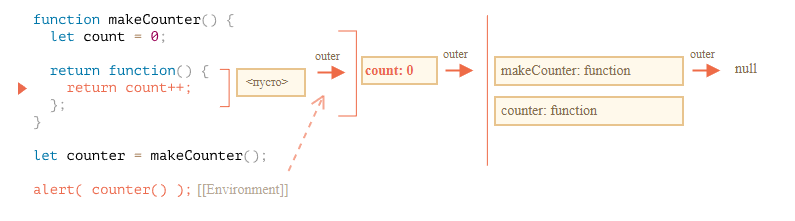 function makeCounter() {
let count = 0;
return function() {
return count++;
};
}
let counter = makeCounter();
alert( counter() ); [[Environment]]
<пусто>
outer
count: 0
outer
makeCounter: function
counter: function
outer
null